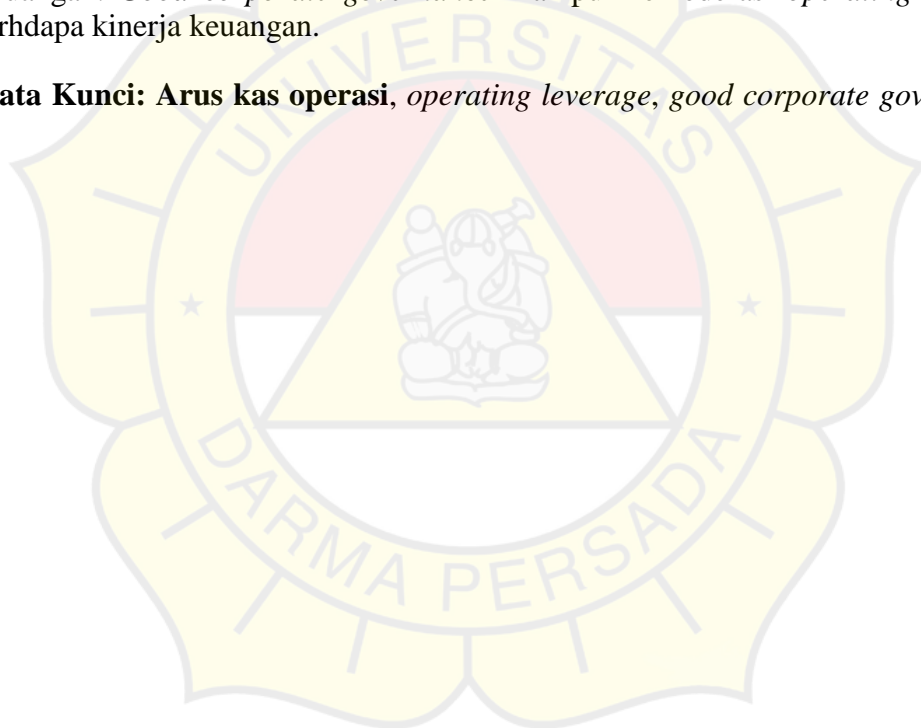 rhdapa kinerja keuangan.
ata Kunci: Arus kas operasi, operating leverage, good corporate gov
UNIVERSITAS
DARMA PERSADA